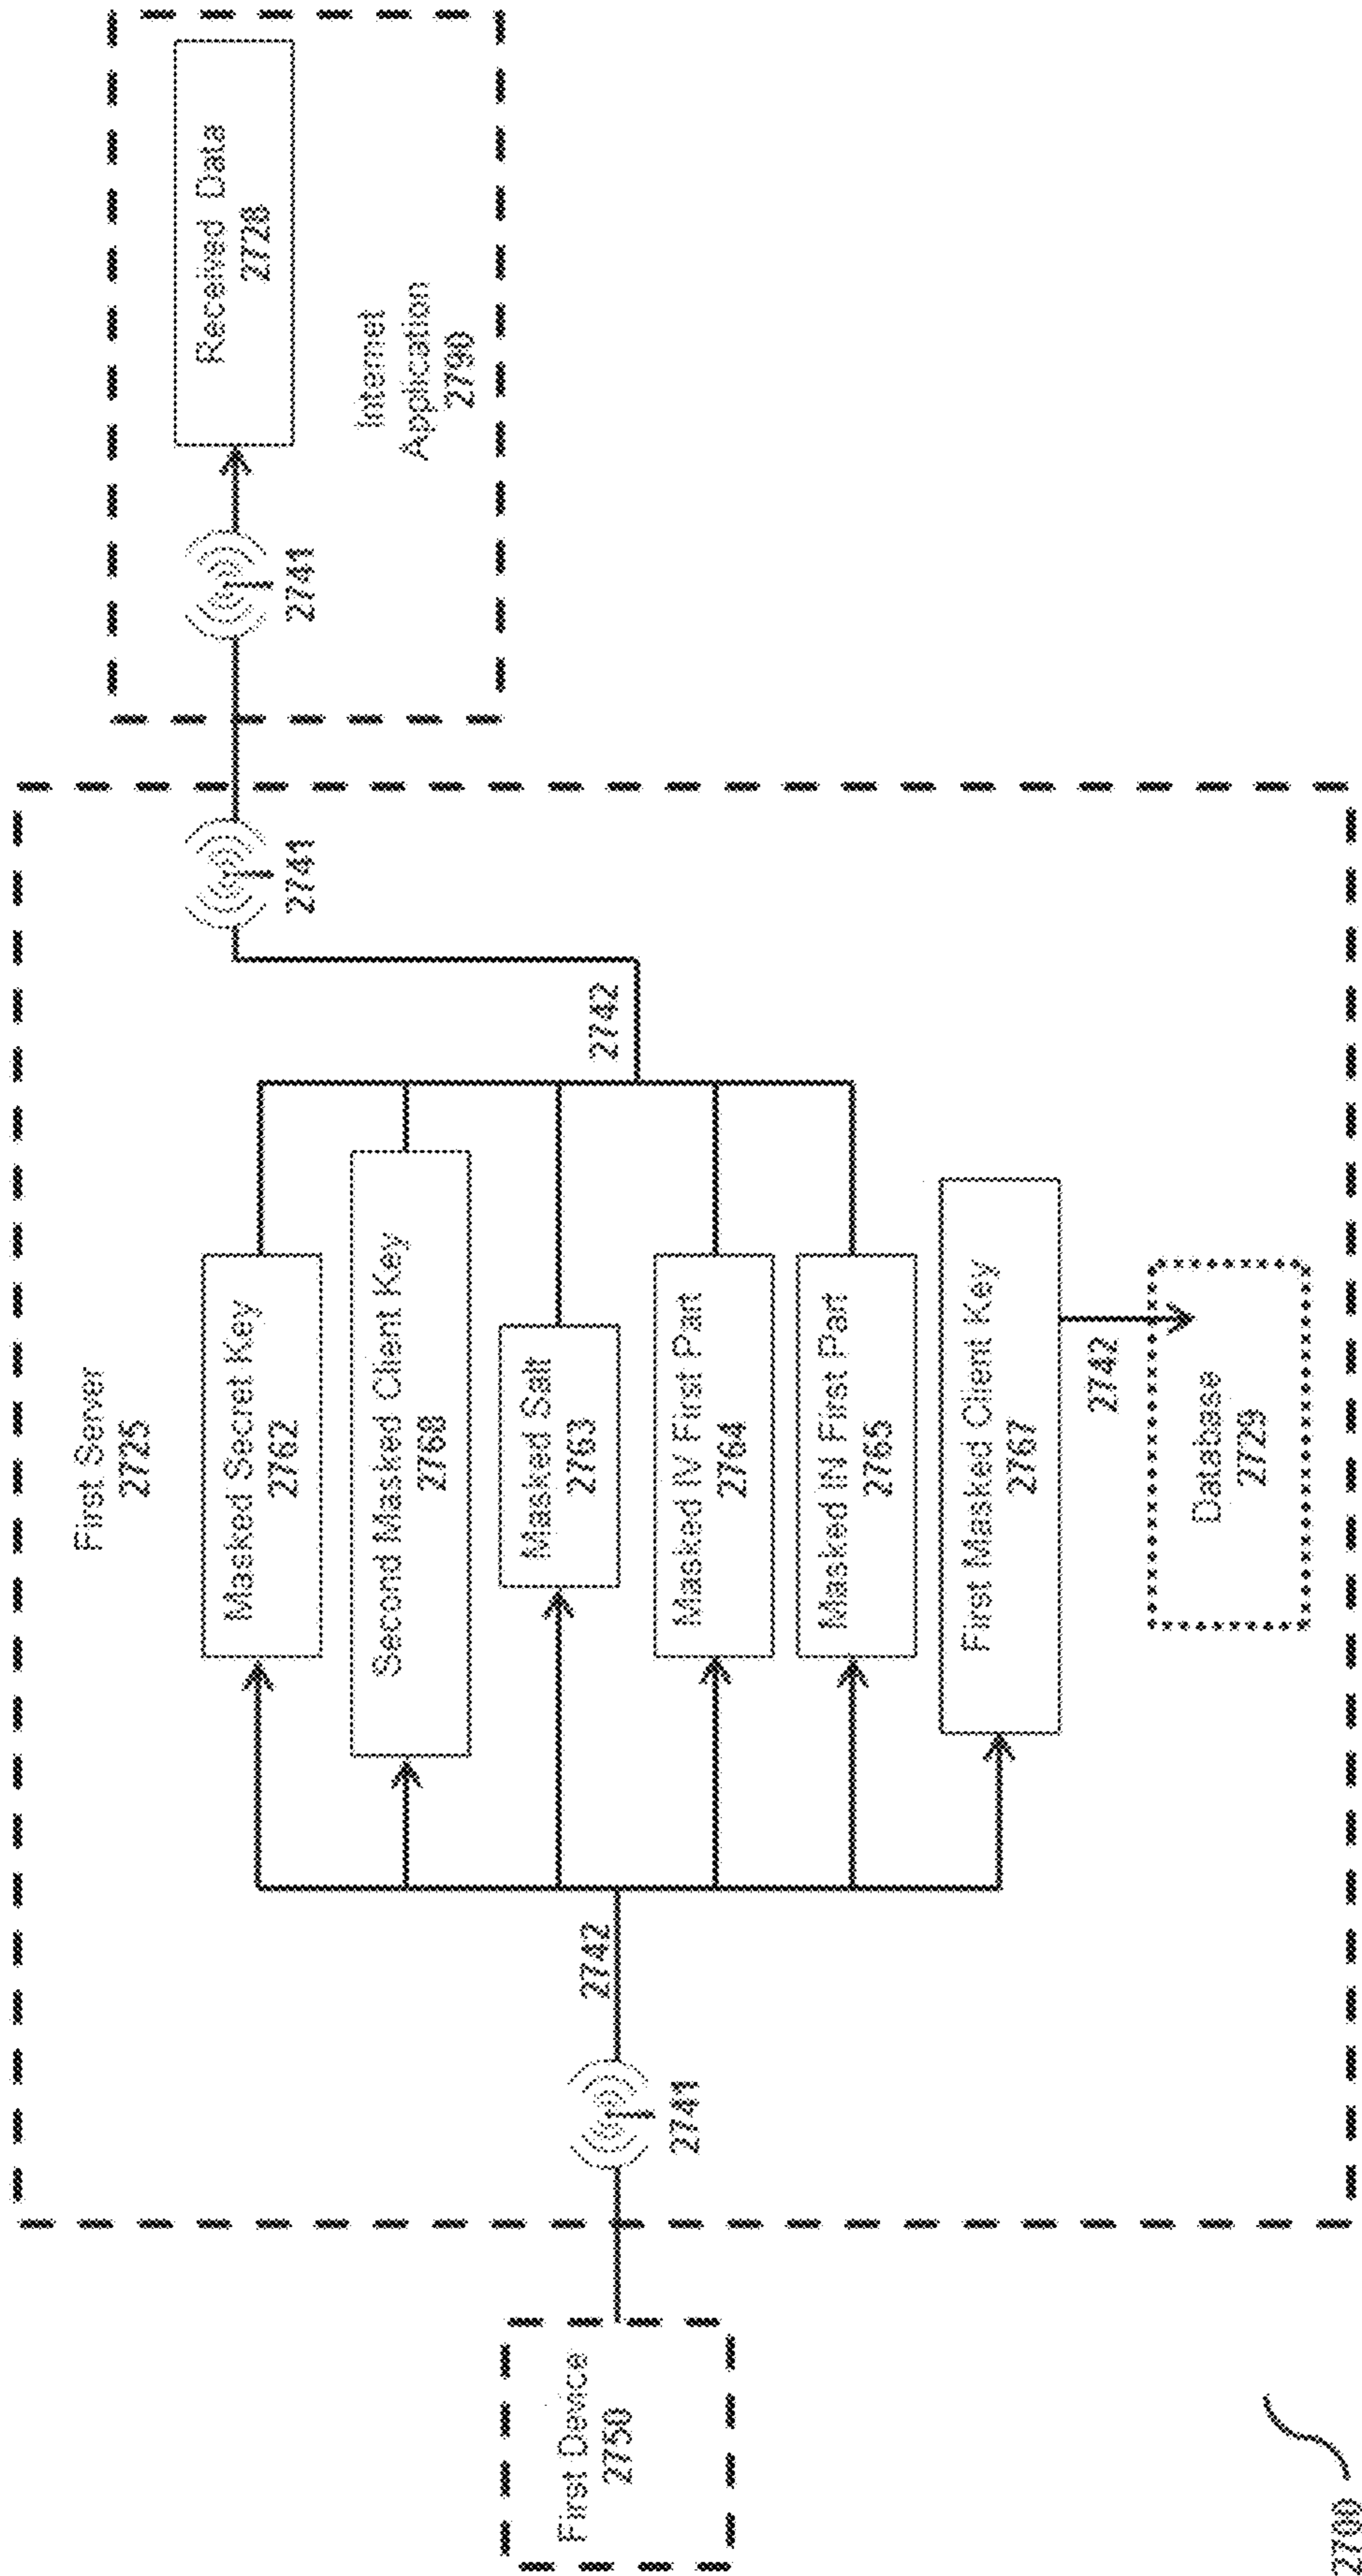 First Device
2750
2741
2742
First Server
2725
Masked Secret Key
2762
Second Masked Client Key
2768
Masked Salt
2763
Masked IV First Part
2764
Masked IN First Part
2765
First Masked Client Key
2767
2742
Database
2729
2742
2741
2741
Received Data
2728
Internet
Application
2790
2700